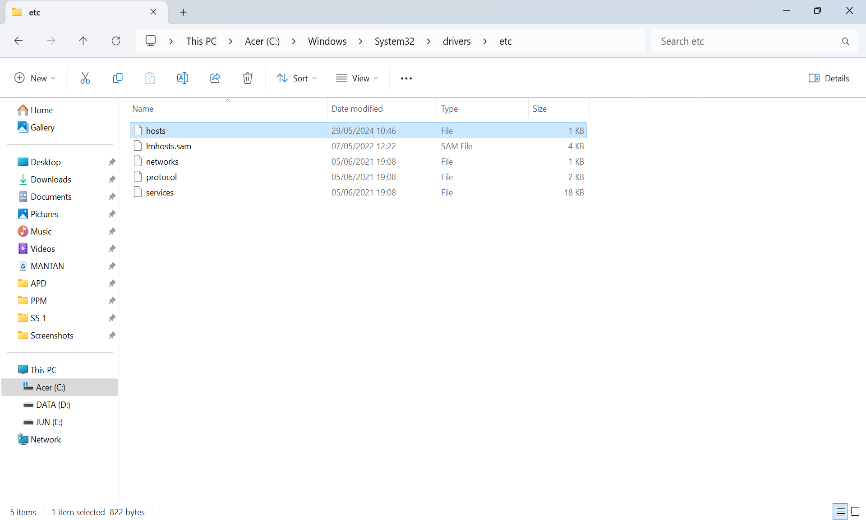 etc
This PC Acer (C:) Windows System32 drivers etc
Search etc
New
Sort
View
Details
Name Date modified Type Size
hosts 29/05/2024 10:46 File 1 KB
lmhosts.sam 07/05/2022 12:22 SAM File 4 KB
networks 05/06/2021 19:08 File 1 KB
protocol 05/06/2021 19:08 File 2 KB
services 05/06/2021 19:08 File 18 KB
Home
Gallery
Desktop
Downloads
Documents
Pictures
Music
Videos
MANTAN
APD
PPM
SS 1
Screenshots
This PC
Acer (C:)
DATA (D:)
JUN (E:)
Network
5 items 1 item selected 822 bytes